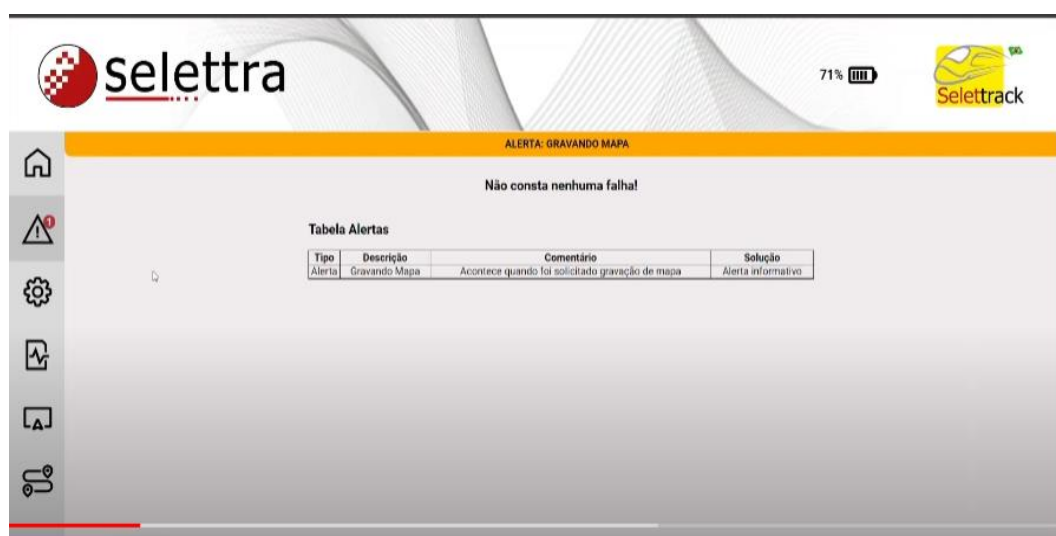 selettra
71%
Selettrack
ALERTA: GRAVANDO MAPA
1
Não consta nenhuma falha!
Tabela Alertas
Tipo Descrição Comentário Solução
Alerta Gravando Mapa Acontece quando foi solicitado gravação de mapa Alerta informativo